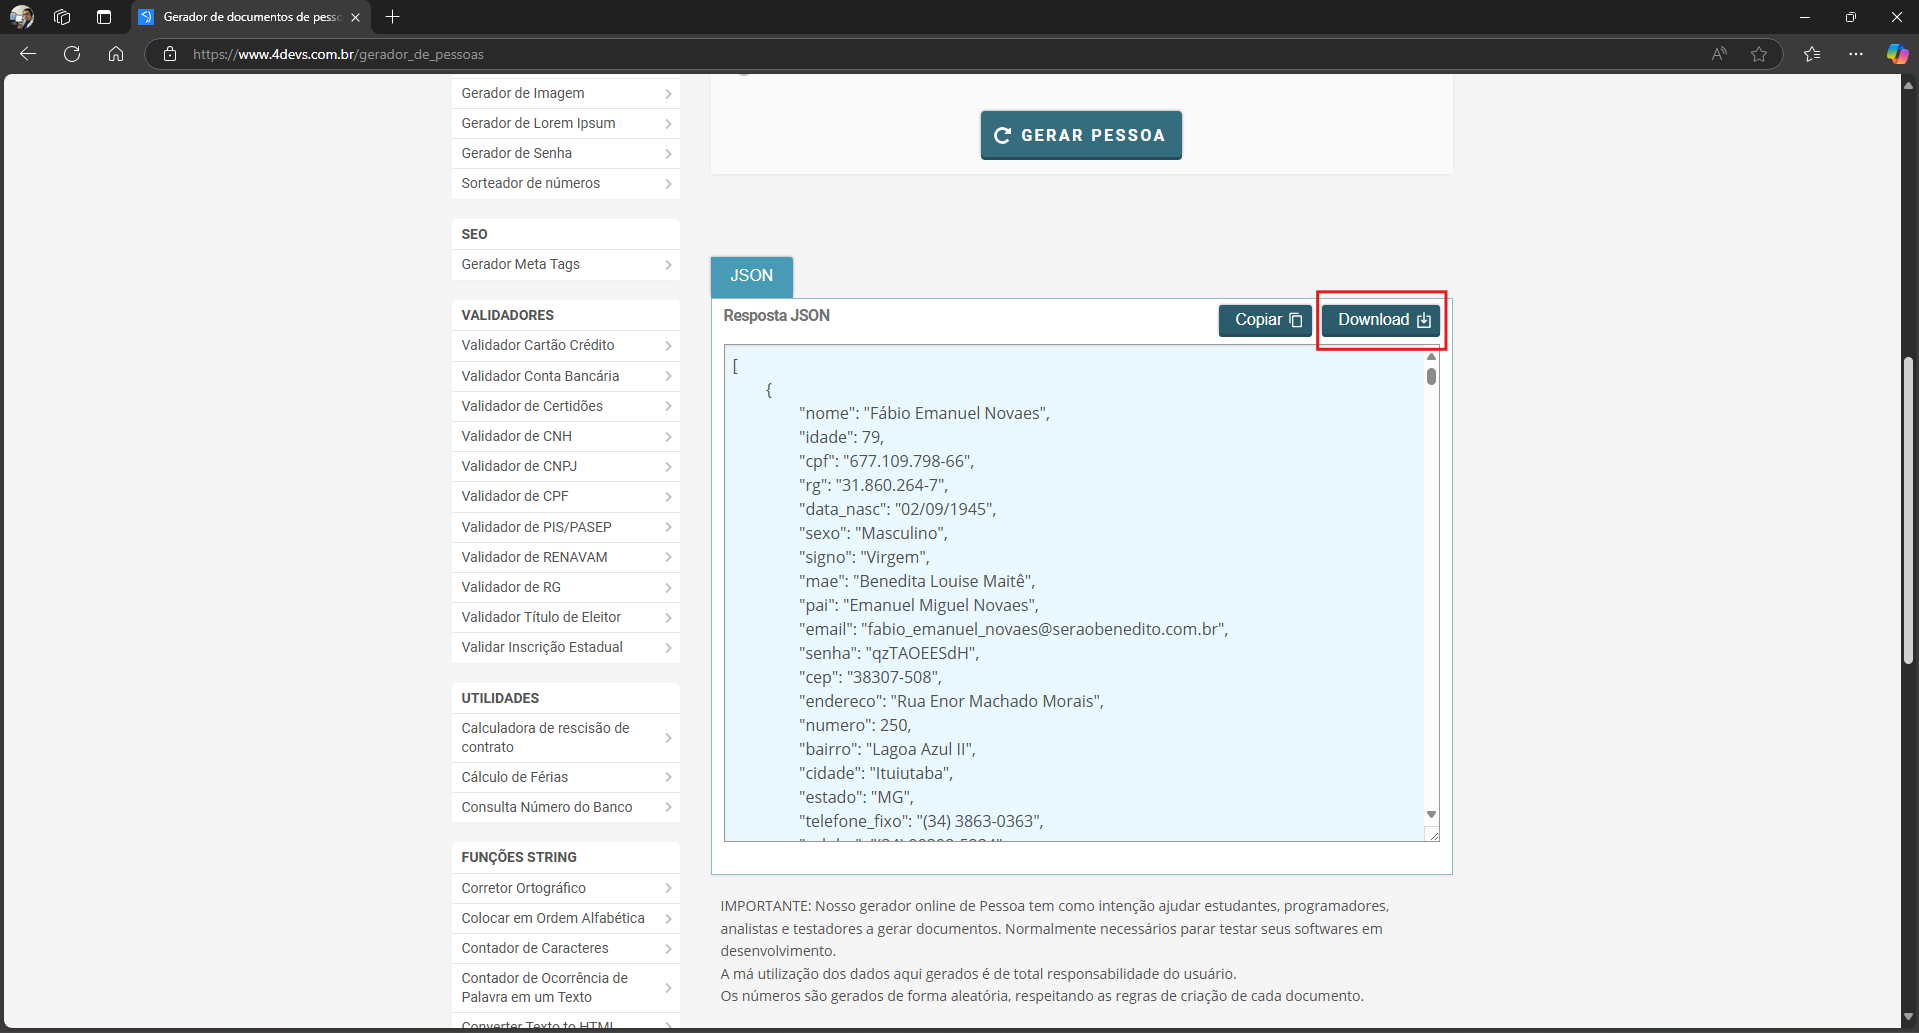 Gerador de documentos de pesso
https://www.4devs.com.br/gerador_de_pessoas
Gerador de Imagem
Gerador de Lorem Ipsum
Gerador de Senha
Sorteador de números
SEO
Gerador Meta Tags
VALIDADORES
Validador Cartão Crédito
Validador Conta Bancária
Validador de Certidões
Validador de CNH
Validador de CNPJ
Validador de CPF
Validador de PIS/PASEP
Validador de RENAVAM
Validador de RG
Validador Título de Eleitor
Validar Inscrição Estadual
UTILIDADES
Calculadora de rescisão de
contrato
Cálculo de Férias
Consulta Número do Banco
FUNÇÕES STRING
Corretor Ortográfico
Colocar em Ordem Alfabética
Contador de Caracteres
Contador de Ocorrência de
Palavra em um Texto
Converter Texto to HTML
GERAR PESSOA
JSON
Resposta JSON
Copiar
Download
[
{
"nome": "Fábio Emanuel Novaes",
"idade": 79,
"cpf": "677.109.798-66",
"rg": "31.860.264-7",
"data_nasc": "02/09/1945",
"sexo": "Masculino",
"signo": "Virgem",
"mae": "Benedita Louise Maitê",
"pai": "Emanuel Miguel Novaes",
"email": "fabio_emanuel_novaes@seraobenedito.com.br",
"senha": "qzTAOEESdH",
"cep": "38307-508",
"endereco": "Rua Enor Machado Morais",
"numero": 250,
"bairro": "Lagoa Azul II",
"cidade": "Ituiutaba",
"estado": "MG",
"telefone_fixo": "(34) 3863-0363",
IMPORTANTE: Nosso gerador online de Pessoa tem como intenção ajudar estudantes, programadores,
analistas e testadores a gerar documentos. Normalmente necessários parar testar seus softwares em
desenvolvimento.
A má utilização dos dados aqui gerados é de total responsabilidade do usuário.
Os números são gerados de forma aleatória, respeitando as regras de criação de cada documento.